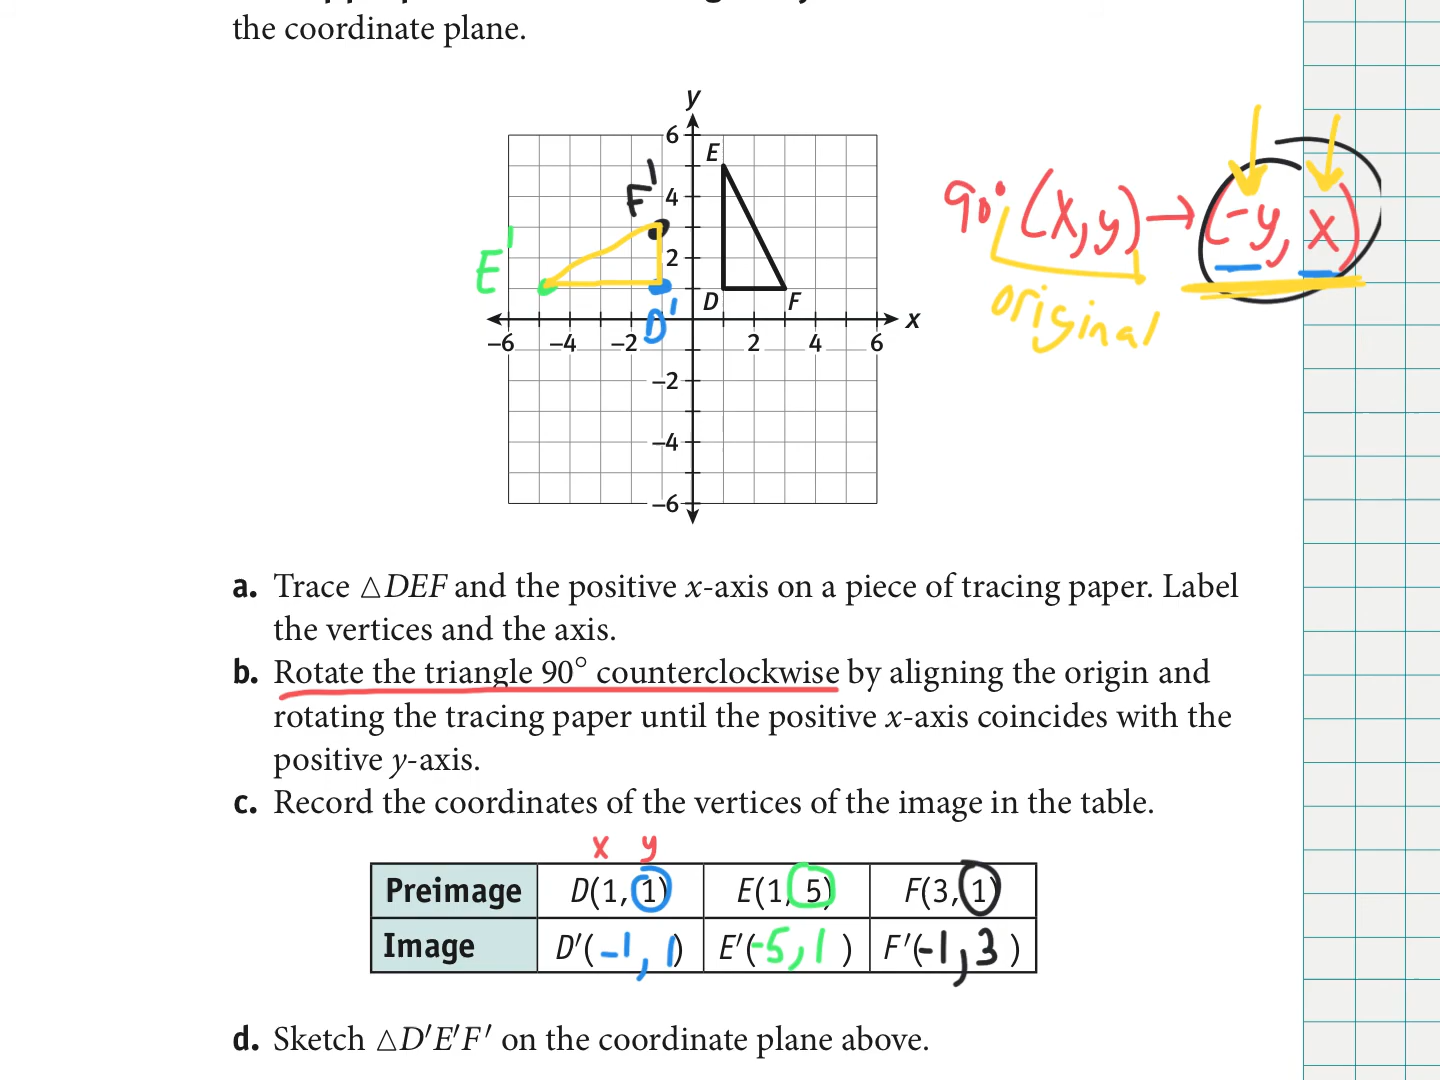 the coordinate plane.
y
6
E
F'
4
90° (x,y) → (-y, x)
E'
2
D
F
original
D'
x
-6 -4 -2 2 4 6
-2
-4
-6
a. Trace △DEF and the positive x-axis on a piece of tracing paper. Label
the vertices and the axis.
b. Rotate the triangle 90° counterclockwise by aligning the origin and
rotating the tracing paper until the positive x-axis coincides with the
positive y-axis.
c. Record the coordinates of the vertices of the image in the table.
x y
Preimage D(1, 1) E(1, 5) F(3, 1)
Image D′(-1, 1) E′(-5, 1) F′(-1, 3)
d. Sketch △D′E′F′ on the coordinate plane above.